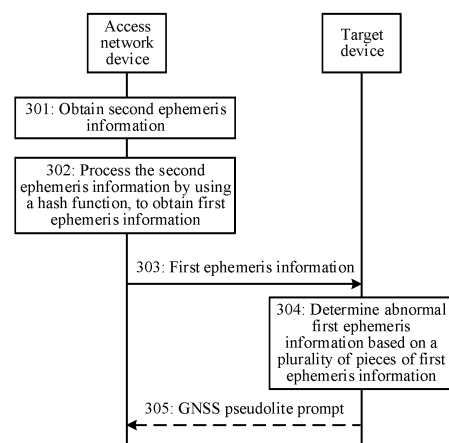 Access
network
device
Target
device
301: Obtain second ephemeris
information
302: Process the second
ephemeris information by using
a hash function, to obtain first
ephemeris information
303: First ephemeris information
304: Determine abnormal
first ephemeris
information based on a
plurality of pieces of first
ephemeris information
305: GNSS pseudolite prompt